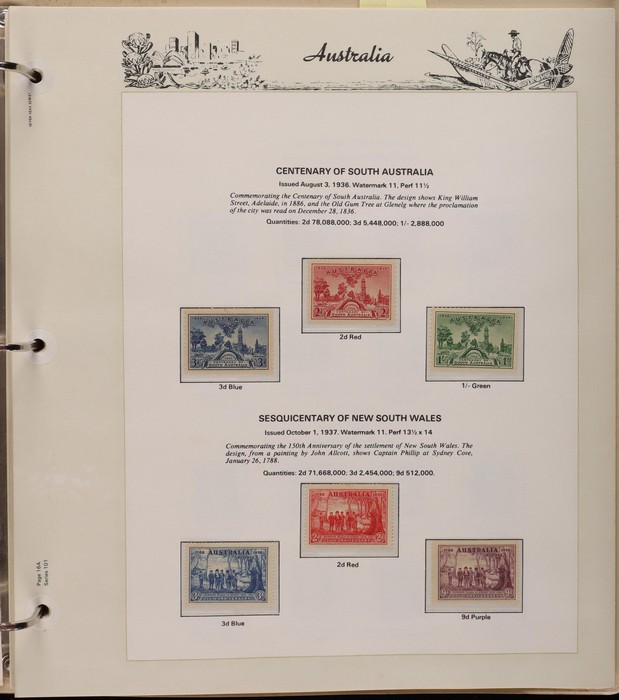 Australia
CENTENARY OF SOUTH AUSTRALIA
Issued August 3, 1936. Watermark 11, Perf 11½
Commemorating the Centenary of South Australia. The design shows King William
Street, Adelaide, in 1886, and the Old Gum Tree at Glenelg where the proclamation
of the city was read on December 28, 1836.
Quantities: 2d 78,088,000; 3d 5,448,000; 1/- 2,888,000
AUSTRALIA
2d Red
AUSTRALIA
3d Blue
AUSTRALIA
1/- Green
SESQUICENTARY OF NEW SOUTH WALES
Issued October 1, 1937. Watermark 11. Perf 13½ x 14
Commemorating the 150th Anniversary of the settlement of New South Wales. The
design, from a painting by John Allcott, shows Captain Phillip at Sydney Cove,
January 26, 1788.
Quantities: 2d 71,668,000; 3d 2,454,000; 9d 512,000.
AUSTRALIA
2d Red
AUSTRALIA
3d Blue
AUSTRALIA
9d Purple
Page 16A
Series 101